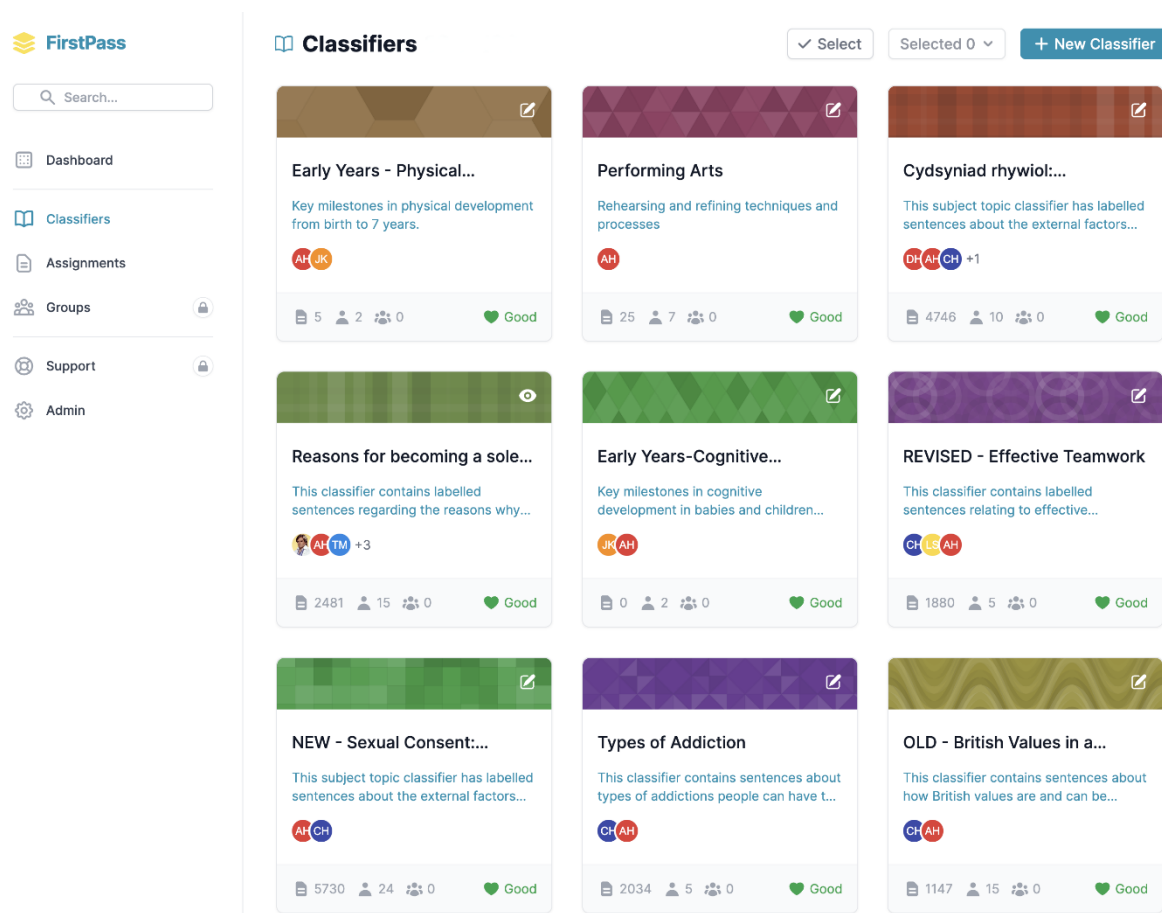 FirstPass
Search...
Dashboard
Classifiers
Assignments
Groups
Support
Admin
Classifiers
Select
Selected 0
+ New Classifier
Early Years - Physical...
Key milestones in physical development
from birth to 7 years.
AH JK
5 2 0 Good
Performing Arts
Rehearsing and refining techniques and
processes
AH
25 7 0 Good
Cydsyniad rhywiol:...
This subject topic classifier has labelled
sentences about the external factors...
DH AH CH +1
4746 10 0 Good
Reasons for becoming a sole...
This classifier contains labelled
sentences regarding the reasons why...
AH TM +3
2481 15 0 Good
Early Years-Cognitive...
Key milestones in cognitive
development in babies and children...
JK AH
0 2 0 Good
REVISED - Effective Teamwork
This classifier contains labelled
sentences relating to effective...
CH LS AH
1880 5 0 Good
NEW - Sexual Consent:...
This subject topic classifier has labelled
sentences about the external factors...
AH CH
5730 24 0 Good
Types of Addiction
This classifier contains sentences about
types of addictions people can have t...
CH AH
2034 5 0 Good
OLD - British Values in a...
This classifier contains sentences about
how British values are and can be...
CH AH
1147 15 0 Good